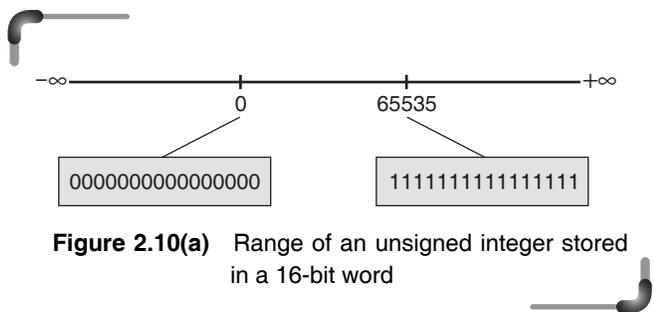 −∞ +∞
0 65535
0000000000000000 1111111111111111
Figure 2.10(a) Range of an unsigned integer stored
in a 16-bit word